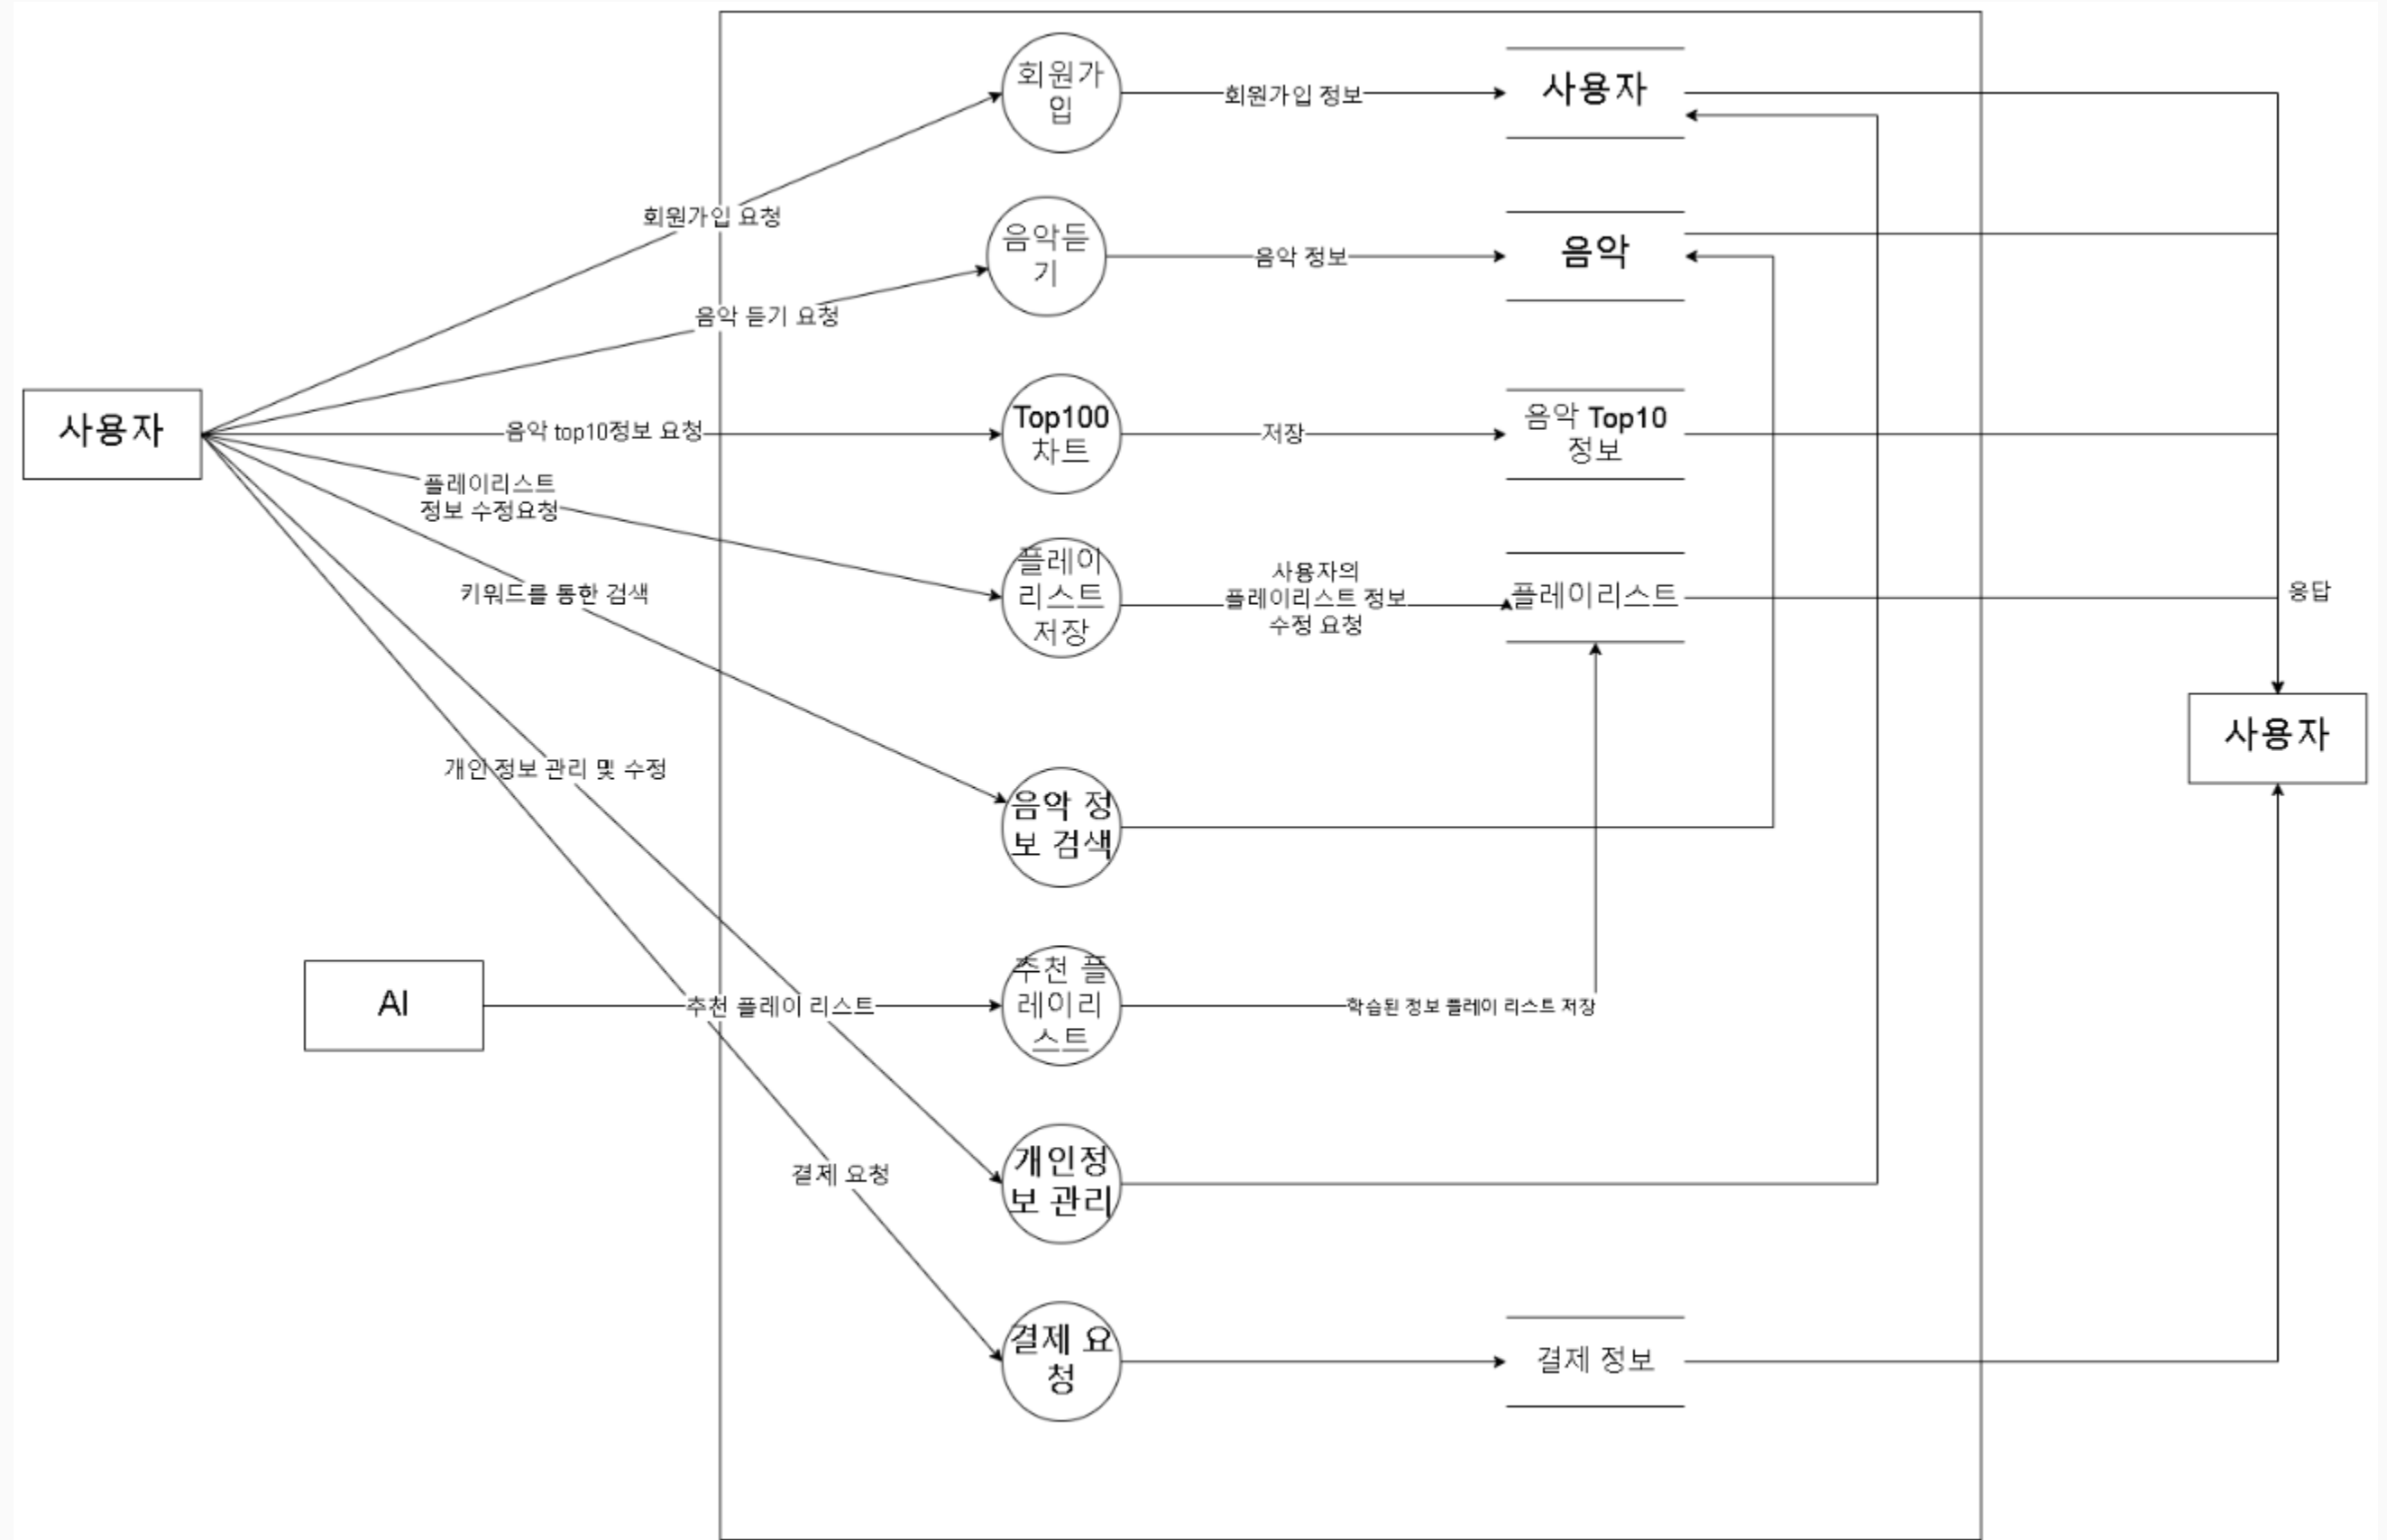 회원가
입
회원가입 정보
사용자
회원가입 요청
음악듣
기
음악 정보
음악
음악 듣기 요청
사용자
음악 top10정보 요청
Top100
차트
저장
음악 Top10
정보
플레이리스트
정보 수정요청
플레이
리스트
저장
사용자의
플레이리스트 정보
수정 요청
플레이리스트
응답
키워드를 통한 검색
사용자
개인 정보 관리 및 수정
음악 정
보 검색
AI
추천 플레이 리스트
추천 플
레이리
스트
학습된 정보 플레이 리스트 저장
개인정
보 관리
결제 요청
결제 요
청
결제 정보